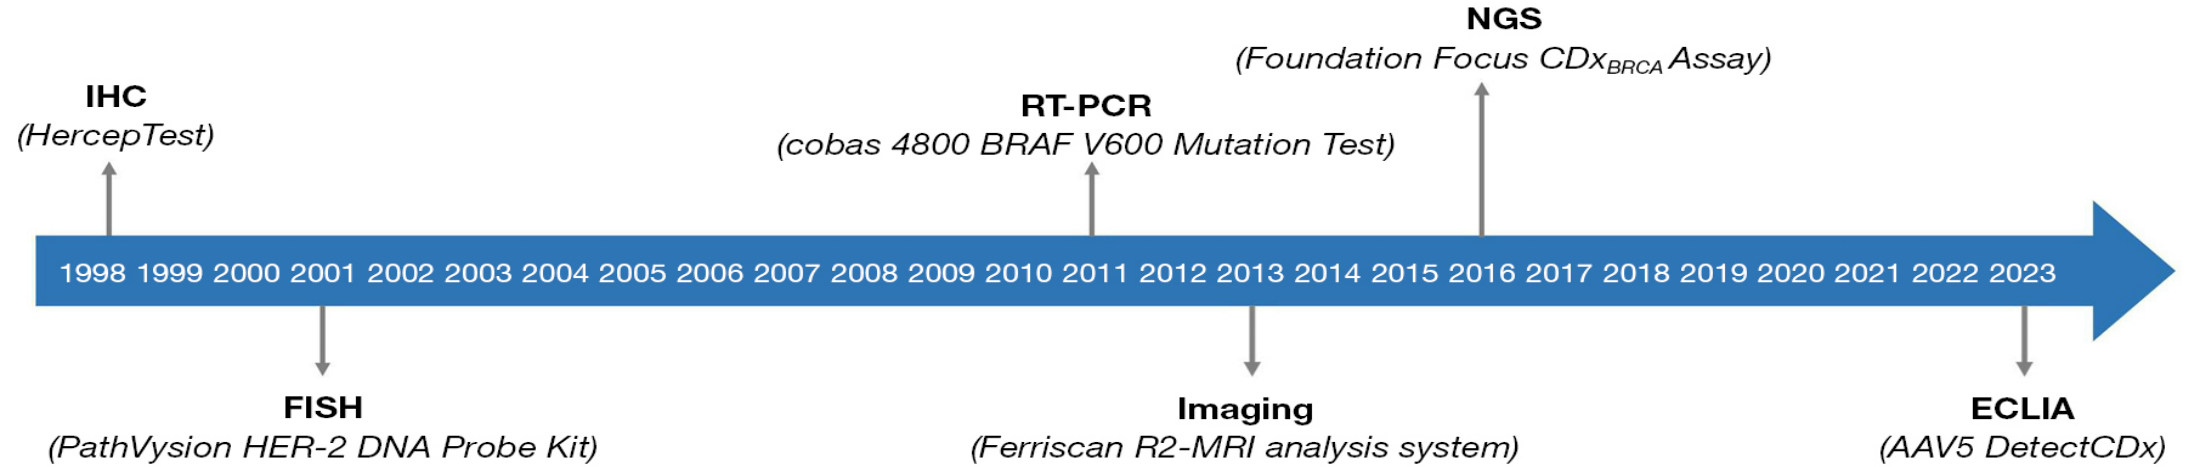 NGS
(Foundation Focus CDxBRCA Assay)
IHC
(HercepTest)
RT-PCR
(cobas 4800 BRAF V600 Mutation Test)
1998 1999 2000 2001 2002 2003 2004 2005 2006 2007 2008 2009 2010 2011 2012 2013 2014 2015 2016 2017 2018 2019 2020 2021 2022 2023
FISH
(PathVysion HER-2 DNA Probe Kit)
Imaging
(Ferriscan R2-MRI analysis system)
ECLIA
(AAV5 DetectCDx)